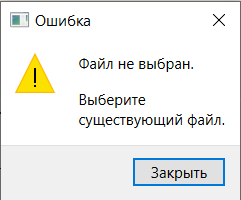 Ошибка
Файл не выбран.
Выберите
существующий файл.
Закрыть